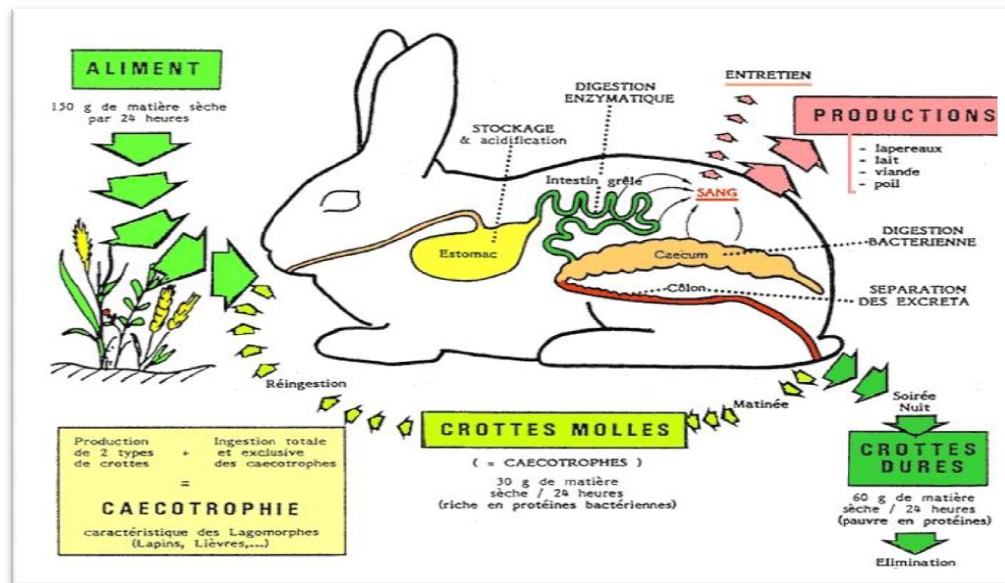 ALIMENT
150 g de matière sèche
par 24 heures
STOCKAGE
& acidification
DIGESTION
ENZYMATIQUE
ENTRETIEN
PRODUCTIONS
- lapereaux
- lait
- viande
- poil
Intestin grêle
SANG
Estomac
Caecum
Côlon
DIGESTION
BACTERIENNE
SEPARATION
DES EXCRETA
Réingestion
Matinée
Soirée
Nuit
CROTTES MOLLES
( = CAECOTROPHES )
30 g de matière
sèche / 24 heures
(riche en protéines bactériennes)
CROTTES
DURES
60 g de matière
sèche / 24 heures
(pauvre en protéines)
Elimination
Production
de 2 types
de crottes
+
Ingestion totale
et exclusive
des caecotrophes
=
CAECOTROPHIE
caractéristique des Lagomorphes
(Lapins, Lièvres,...)